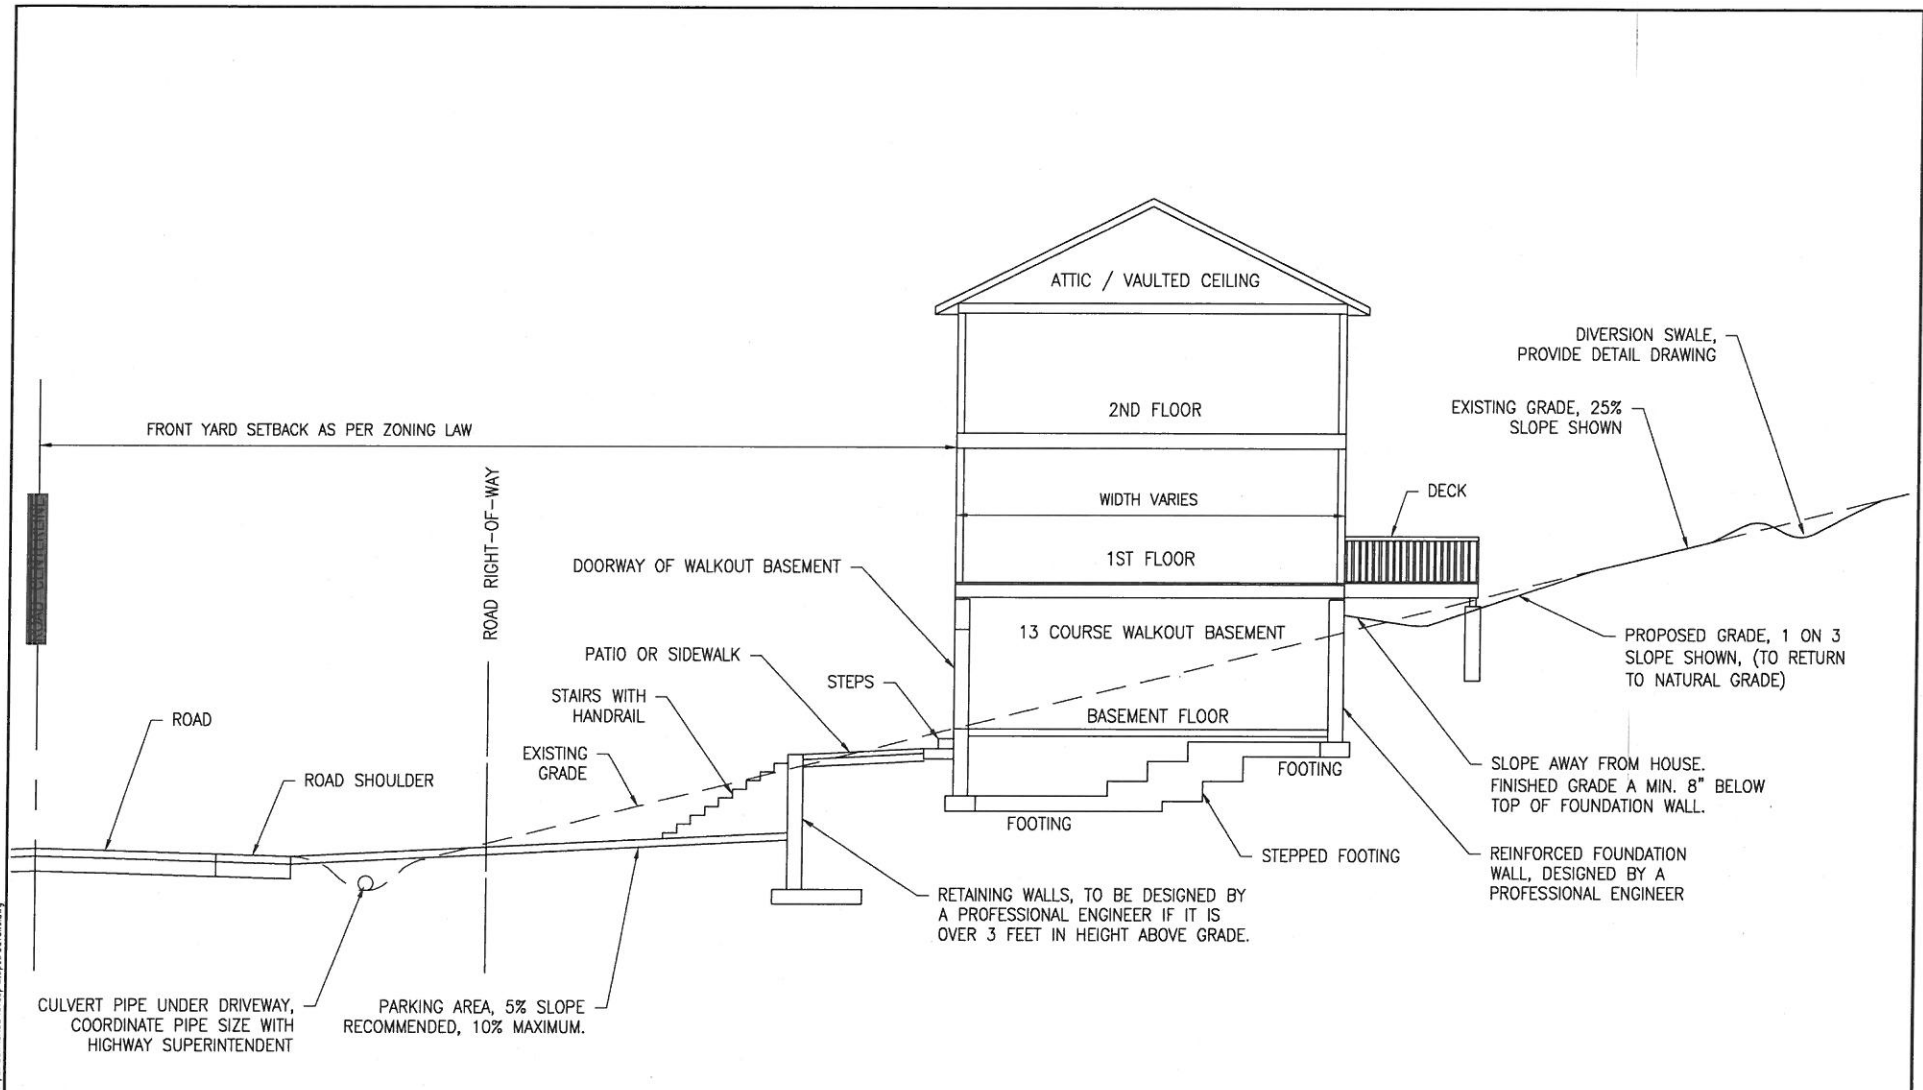 ATTIC / VAULTED CEILING
DIVERSION SWALE,
PROVIDE DETAIL DRAWING
2ND FLOOR
EXISTING GRADE, 25%
SLOPE SHOWN
FRONT YARD SETBACK AS PER ZONING LAW
ROAD CENTERLINE
ROAD RIGHT-OF-WAY
WIDTH VARIES
DECK
DOORWAY OF WALKOUT BASEMENT
1ST FLOOR
13 COURSE WALKOUT BASEMENT
PROPOSED GRADE, 1 ON 3
SLOPE SHOWN, (TO RETURN
TO NATURAL GRADE)
PATIO OR SIDEWALK
STEPS
STAIRS WITH
HANDRAIL
BASEMENT FLOOR
ROAD
EXISTING
GRADE
ROAD SHOULDER
FOOTING
SLOPE AWAY FROM HOUSE.
FINISHED GRADE A MIN. 8" BELOW
TOP OF FOUNDATION WALL.
FOOTING
STEPPED FOOTING
REINFORCED FOUNDATION
WALL, DESIGNED BY A
PROFESSIONAL ENGINEER
RETAINING WALLS, TO BE DESIGNED BY
A PROFESSIONAL ENGINEER IF IT IS
OVER 3 FEET IN HEIGHT ABOVE GRADE.
CULVERT PIPE UNDER DRIVEWAY,
COORDINATE PIPE SIZE WITH
HIGHWAY SUPERINTENDENT
PARKING AREA, 5% SLOPE
RECOMMENDED, 10% MAXIMUM.